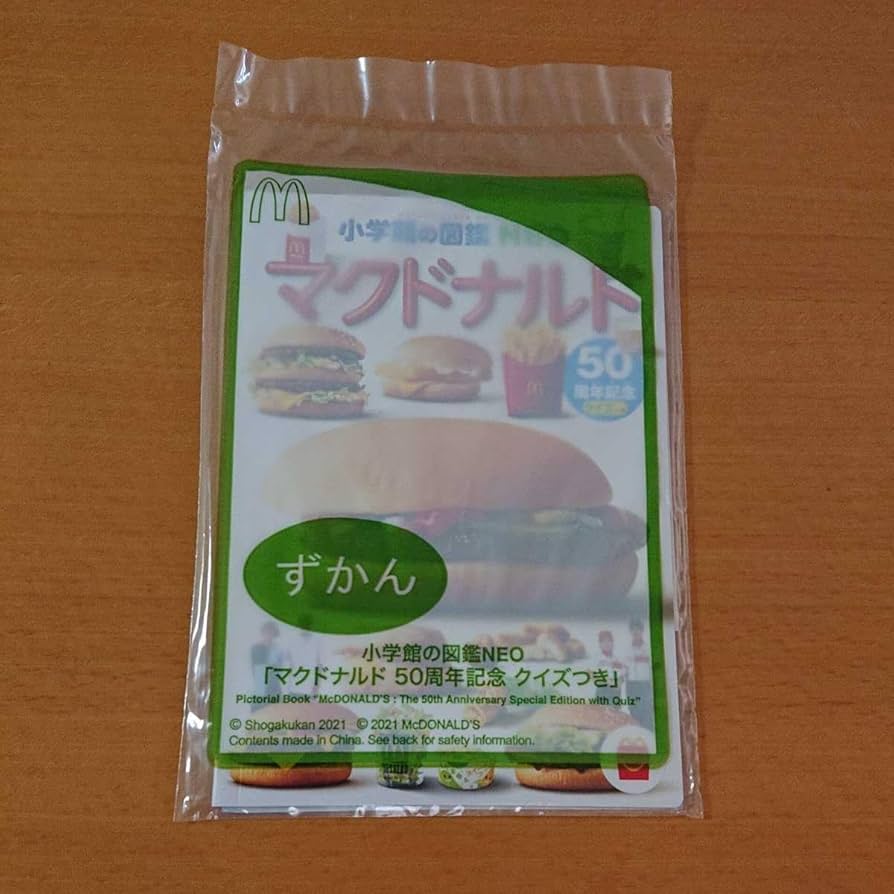 小学館の図鑑 NEO
マクドナルド
50
周年記念
ずかん
小学館の図鑑NEO
「マクドナルド 50周年記念 クイズつき」
Pictorial Book "McDONALD'S : The 50th Anniversary Special Edition with Quiz"
© Shogakukan 2021 © 2021 McDONALD'S
Contents made in China. See back for safety information.